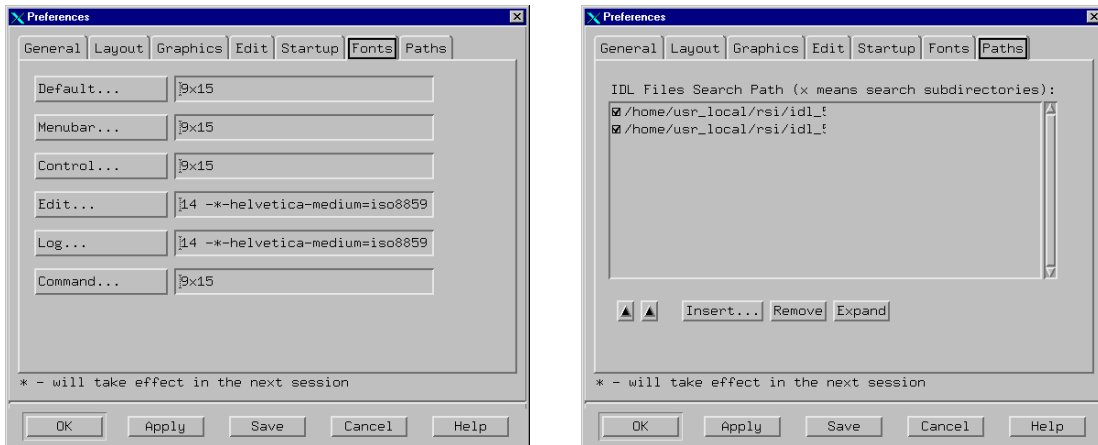 Preferences
General Layout Graphics Edit Startup Fonts Paths
Default... 9x15
Menubar... 9x15
Control... 9x15
Edit... 14 -*-helvetica-medium=iso8859
Log... 14 -*-helvetica-medium=iso8859
Command... 9x15
* - will take effect in the next session
OK Apply Save Cancel Help
Preferences
General Layout Graphics Edit Startup Fonts Paths
IDL Files Search Path (x means search subdirectories):
/home/usr_local/rsi/idl_5
/home/usr_local/rsi/idl_5
Insert... Remove Expand
* - will take effect in the next session
OK Apply Save Cancel Help